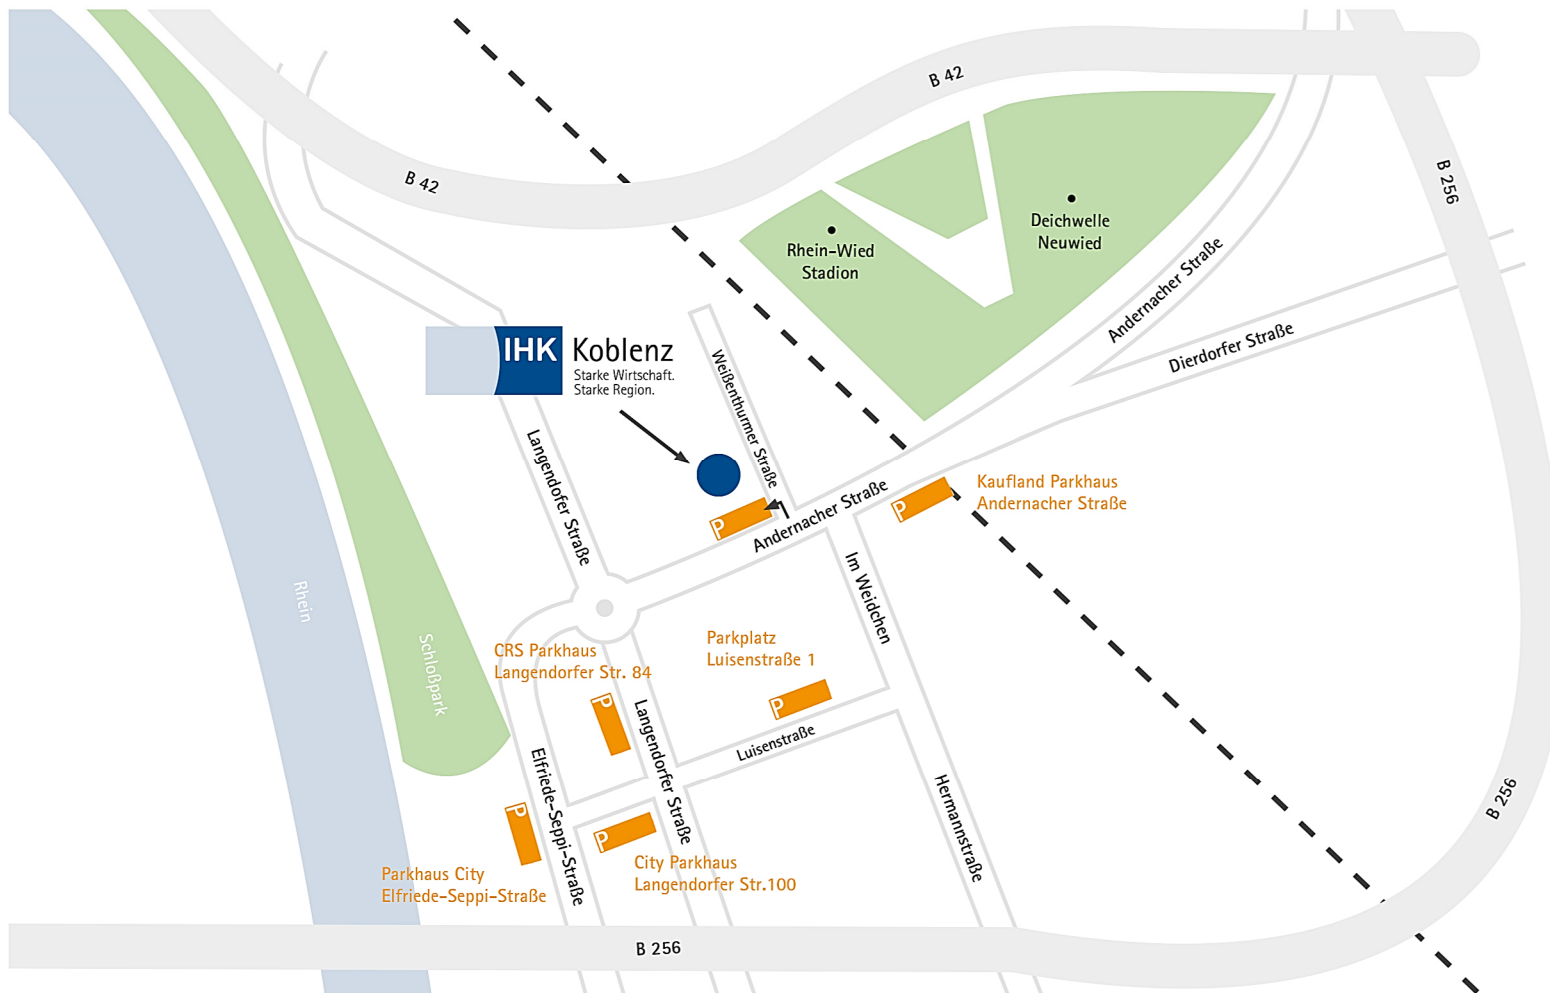 B 42
B 42
B 256
Deichwelle
Neuwied
Rhein-Wied
Stadion
Andernacher Straße
Dierdorfer Straße
IHK Koblenz
Starke Wirtschaft.
Starke Region.
Weißenthurmer Straße
Langendofer Straße
Kaufland Parkhaus
Andernacher Straße
P
P
Andernacher Straße
Im Weidchen
Rhein
Schloßpark
CRS Parkhaus
Langendorfer Str. 84
Parkplatz
Luisenstraße 1
P
P
Langendorfer Straße
Luisenstraße
Elfriede-Seppi-Straße
Hermannstraße
B 256
P
P
City Parkhaus
Langendorfer Str.100
Parkhaus City
Elfriede-Seppi-Straße
B 256